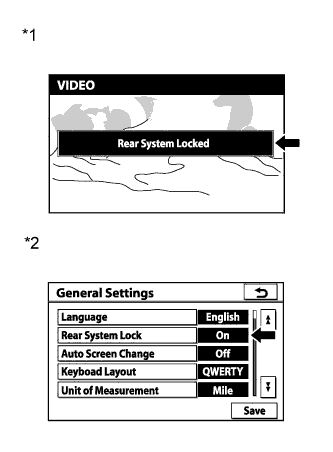 *1
VIDEO
Rear System Locked
*2
General Settings
Language English
Rear System Lock On
Auto Screen Change Off
Keyboad Layout QWERTY
Unit of Measurement Mile
Save